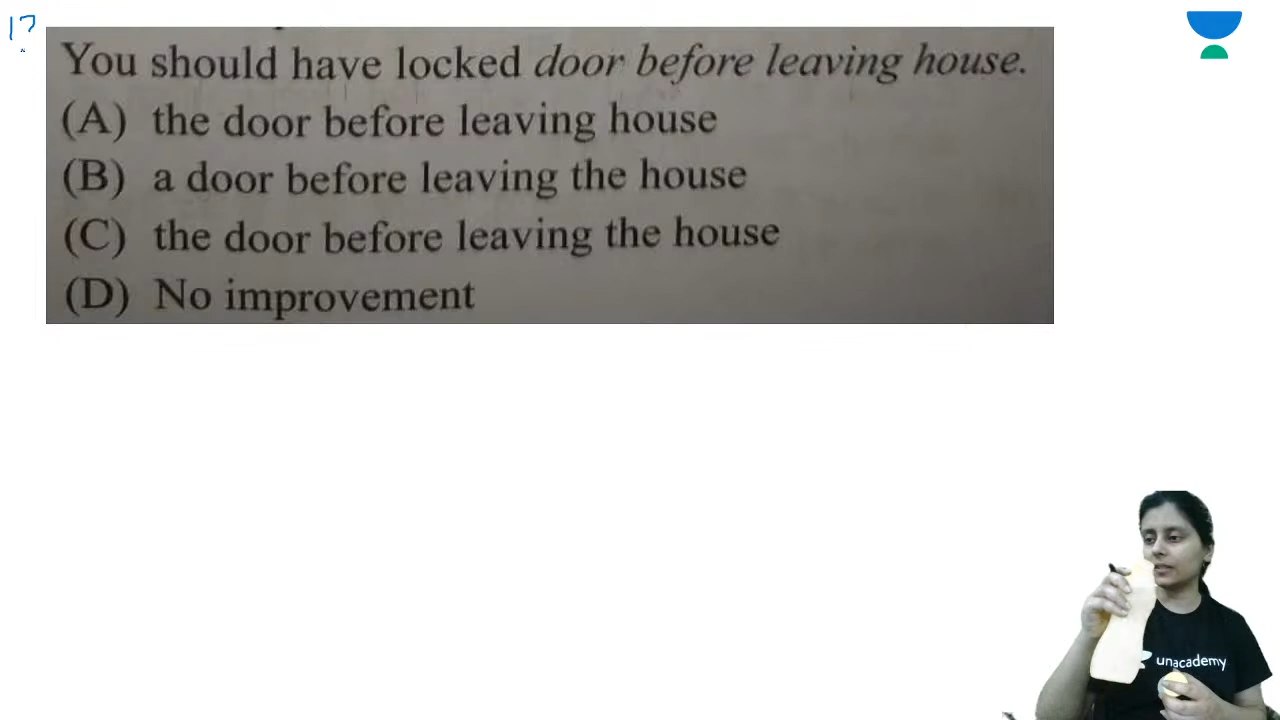 17
You should have locked door before leaving house.
(A) the door before leaving house
(B) a door before leaving the house
(C) the door before leaving the house
(D) No improvement
unacademy